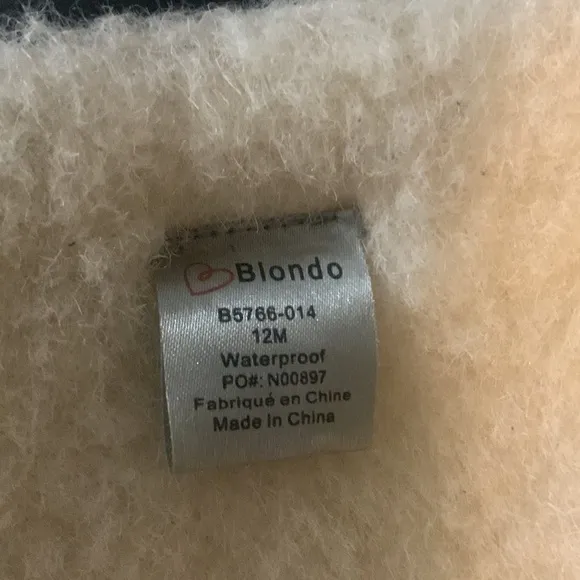 Blondo
B5766-014
12M
Waterproof
PO#: N00897
Fabriqué en Chine
Made in China